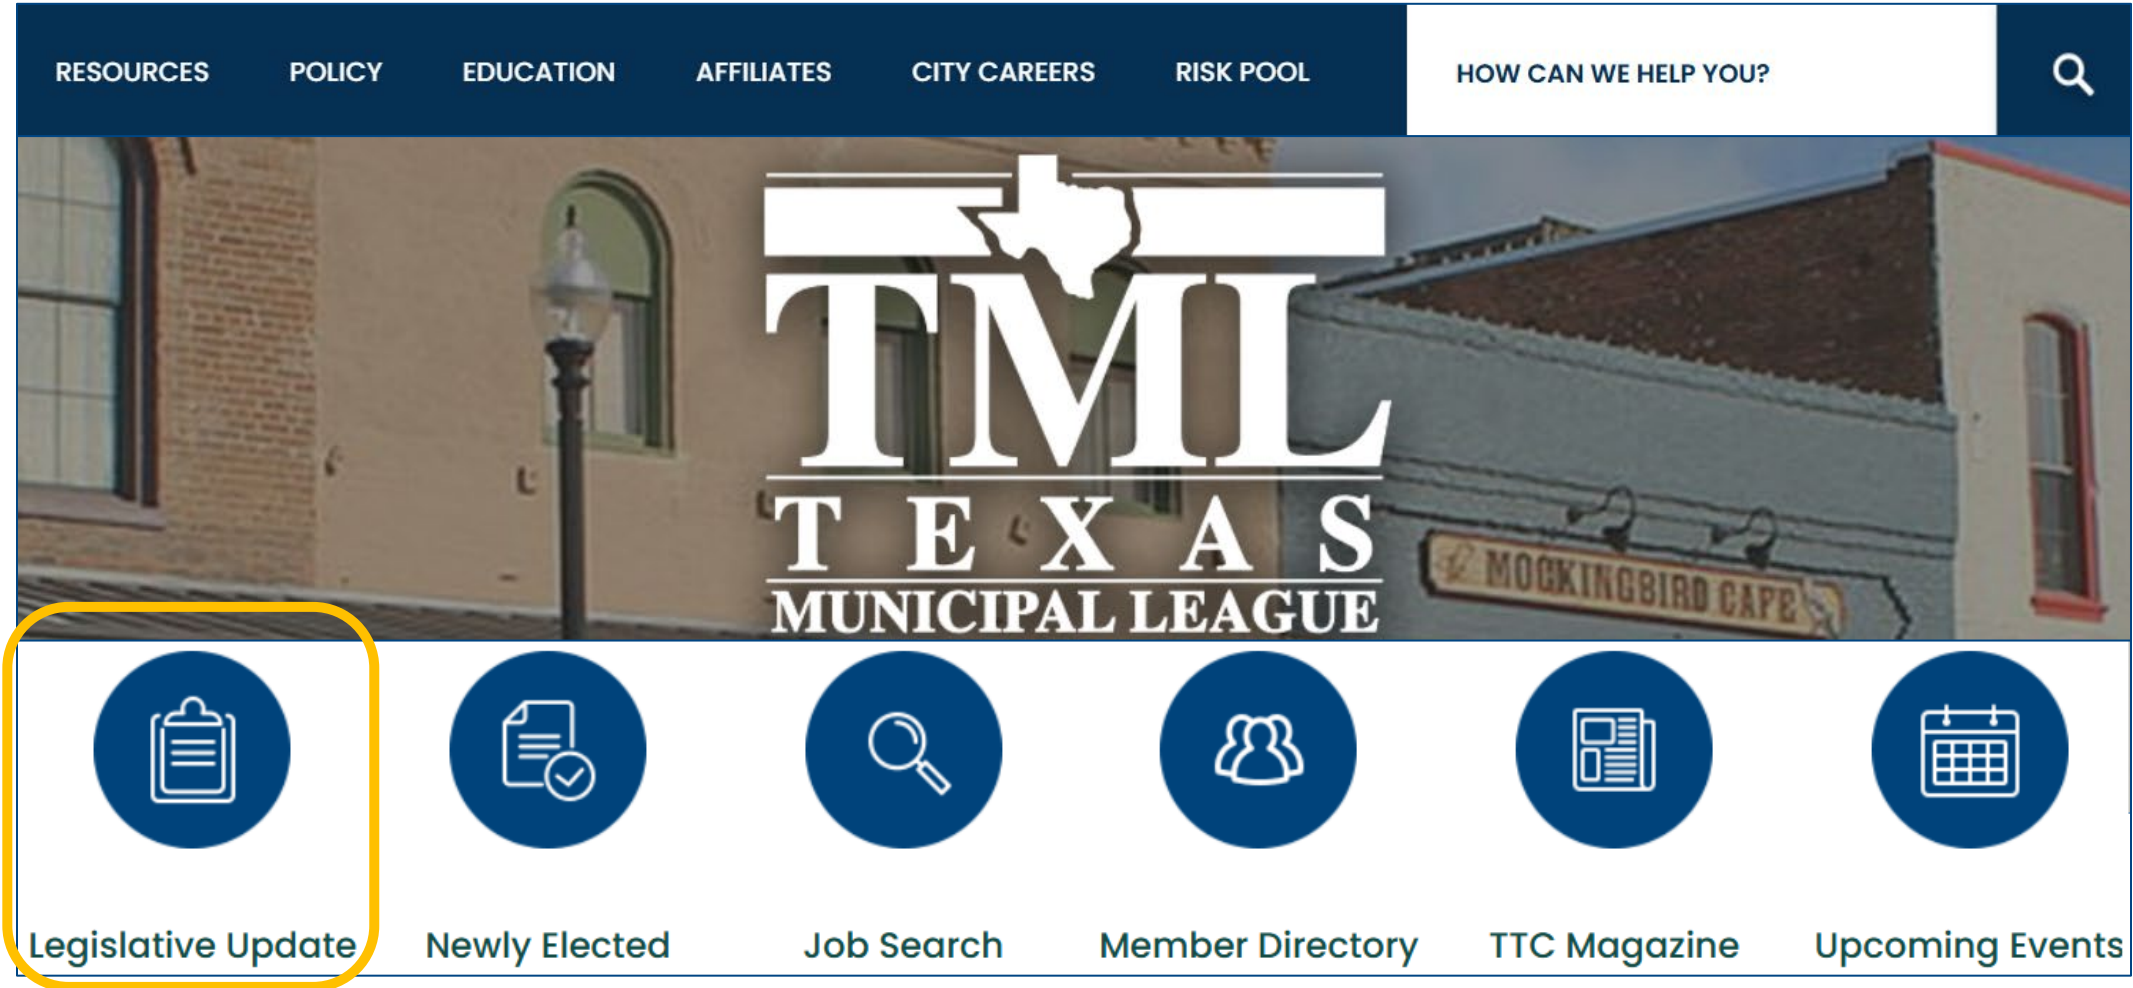 RESOURCES POLICY EDUCATION AFFILIATES CITY CAREERS RISK POOL HOW CAN WE HELP YOU?
TML
TEXAS
MUNICIPAL LEAGUE
MOCKINGBIRD CAFE
Legislative Update Newly Elected Job Search Member Directory TTC Magazine Upcoming Events